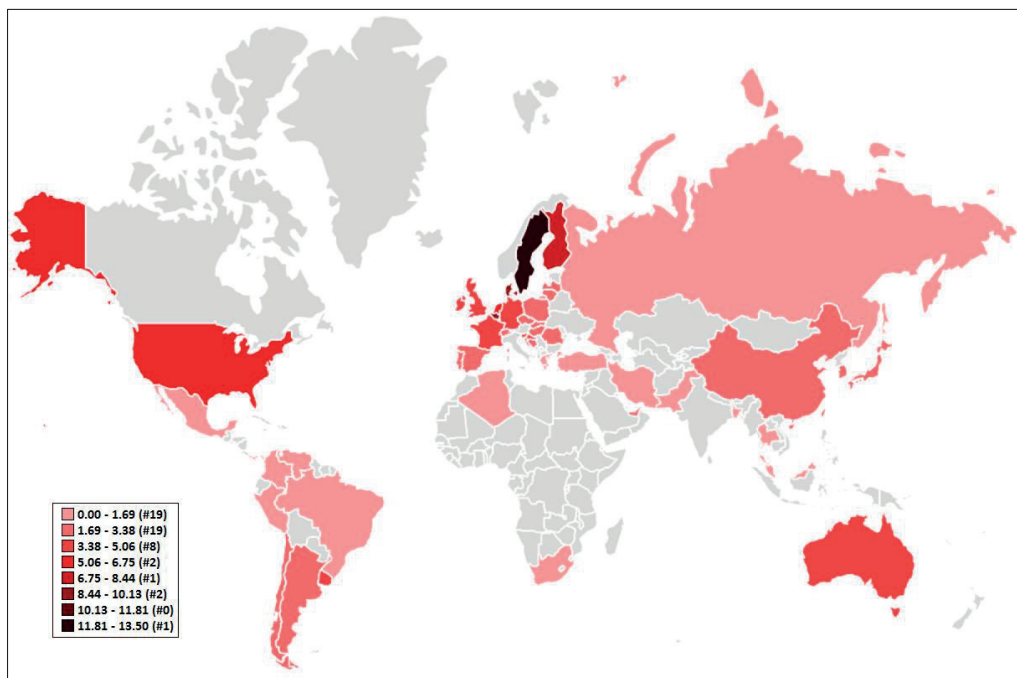 0.00 - 1.69 (#19)
1.69 - 3.38 (#19)
3.38 - 5.06 (#8)
5.06 - 6.75 (#2)
6.75 - 8.44 (#1)
8.44 - 10.13 (#2)
10.13 - 11.81 (#0)
11.81 - 13.50 (#1)